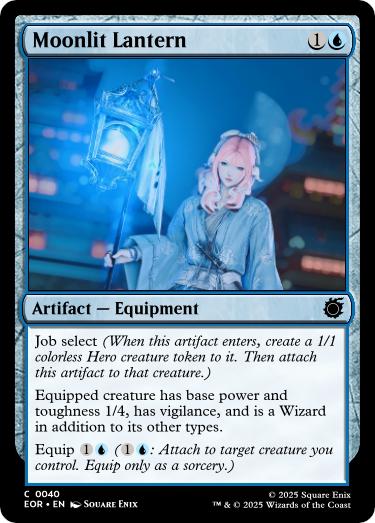 Moonlit Lantern 1
Artifact — Equipment
Job select (When this artifact enters, create a 1/1
colorless Hero creature token to it. Then attach
this artifact to that creature.)
Equipped creature has base power and
toughness 1/4, has vigilance, and is a Wizard
in addition to its other types.
Equip 1 (1: Attach to target creature you
control. Equip only as a sorcery.)
C 0040 © 2025 Square Enix
EOR • EN Square Enix ™ & © 2025 Wizards of the Coast